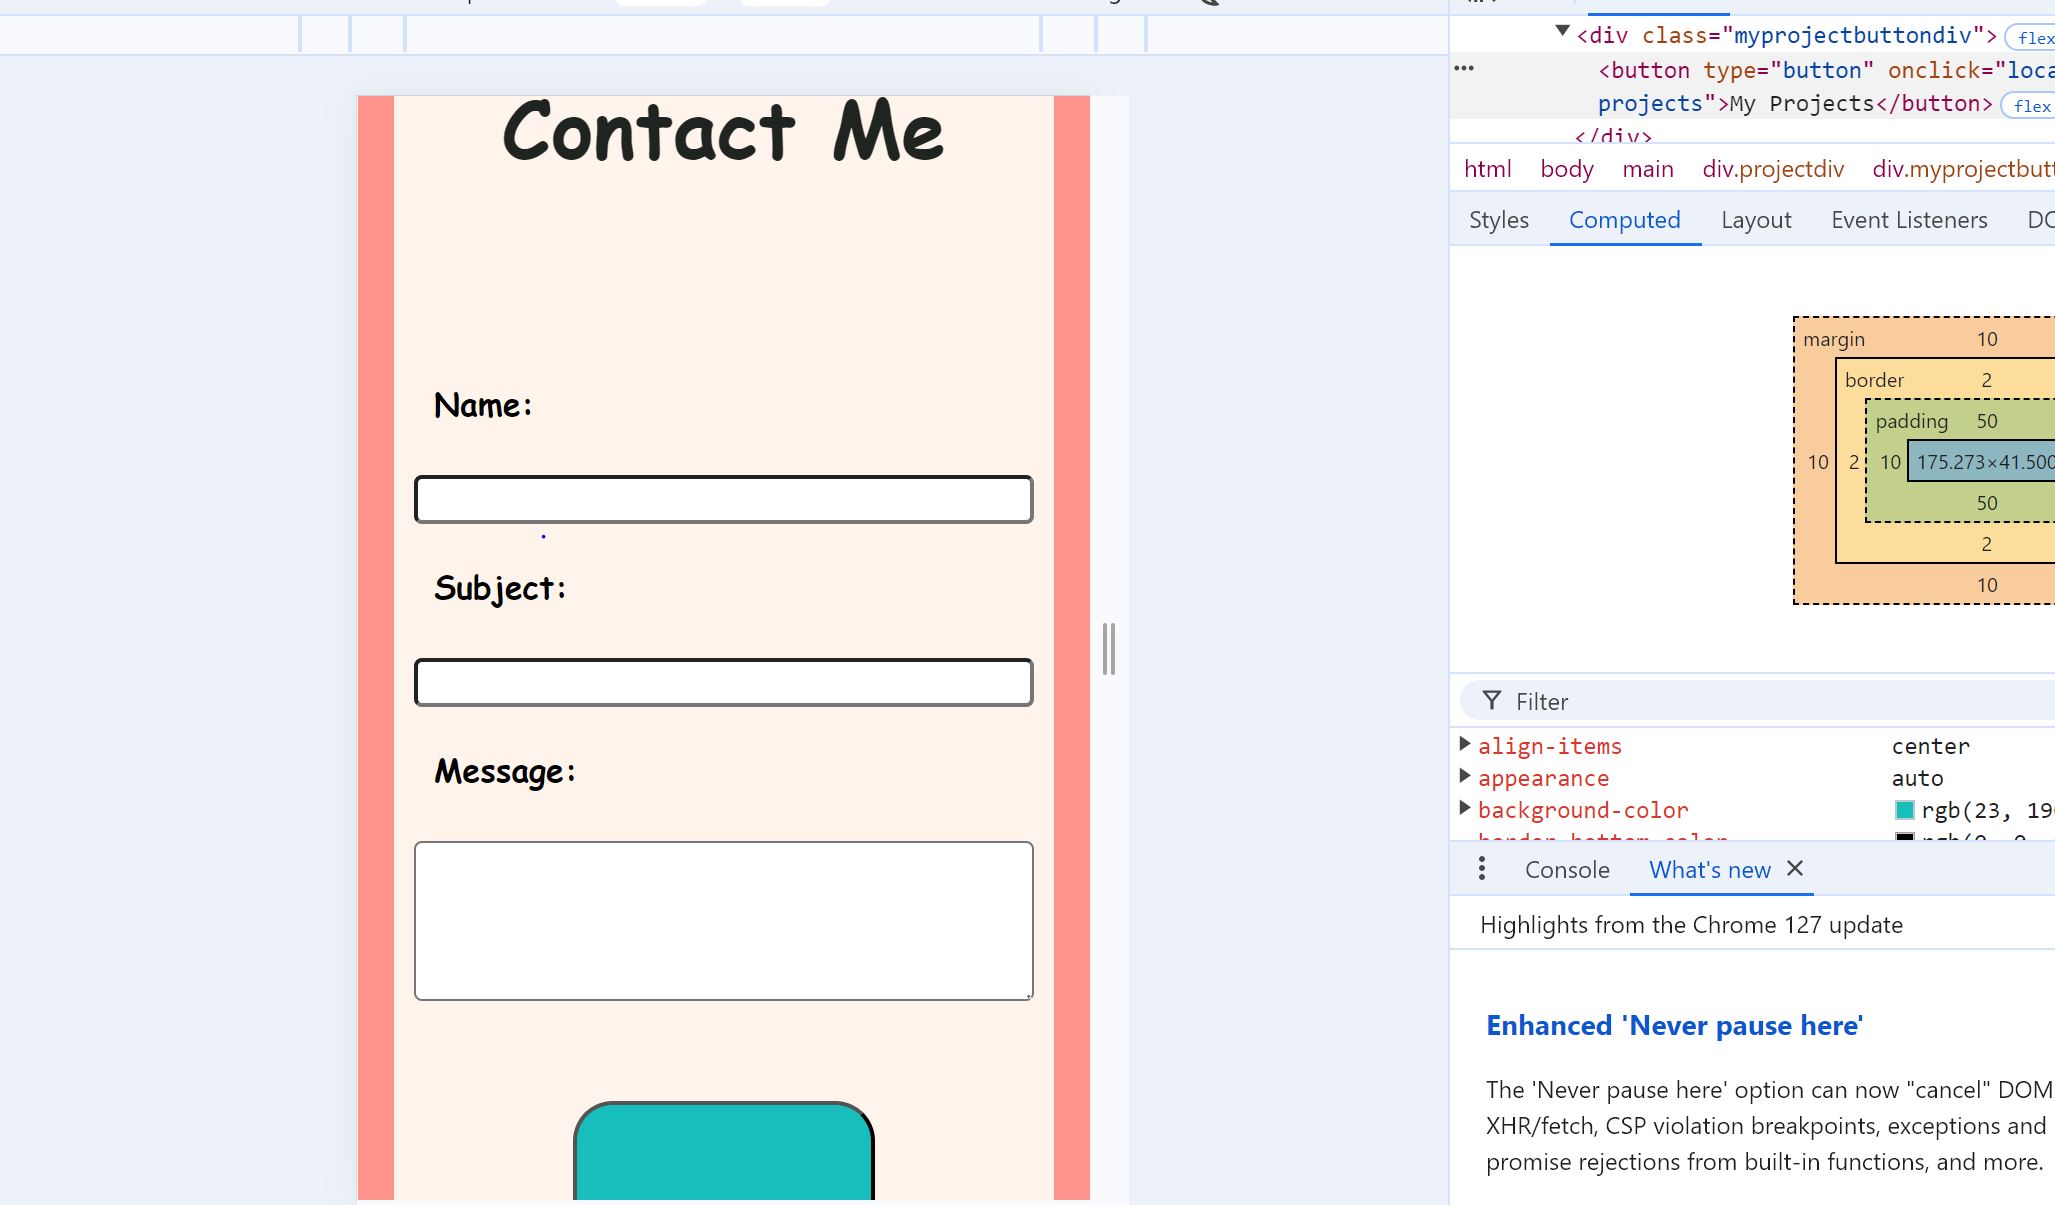 Contact Me
Name:
Subject:
Message:
<div class="myprojectbuttondiv"> flex
<button type="button" onclick="loca
projects">My Projects</button> flex
</div>
html body main div.projectdiv div.myprojectbutt
Styles Computed Layout Event Listeners DO
margin 10
border 2
padding 50
10 2 10 175.273×41.500
50
2
10
Filter
align-items center
appearance auto
background-color rgb(23, 190
Console What's new
Highlights from the Chrome 127 update
Enhanced 'Never pause here'
The 'Never pause here' option can now "cancel" DOM,
XHR/fetch, CSP violation breakpoints, exceptions and
promise rejections from built-in functions, and more.